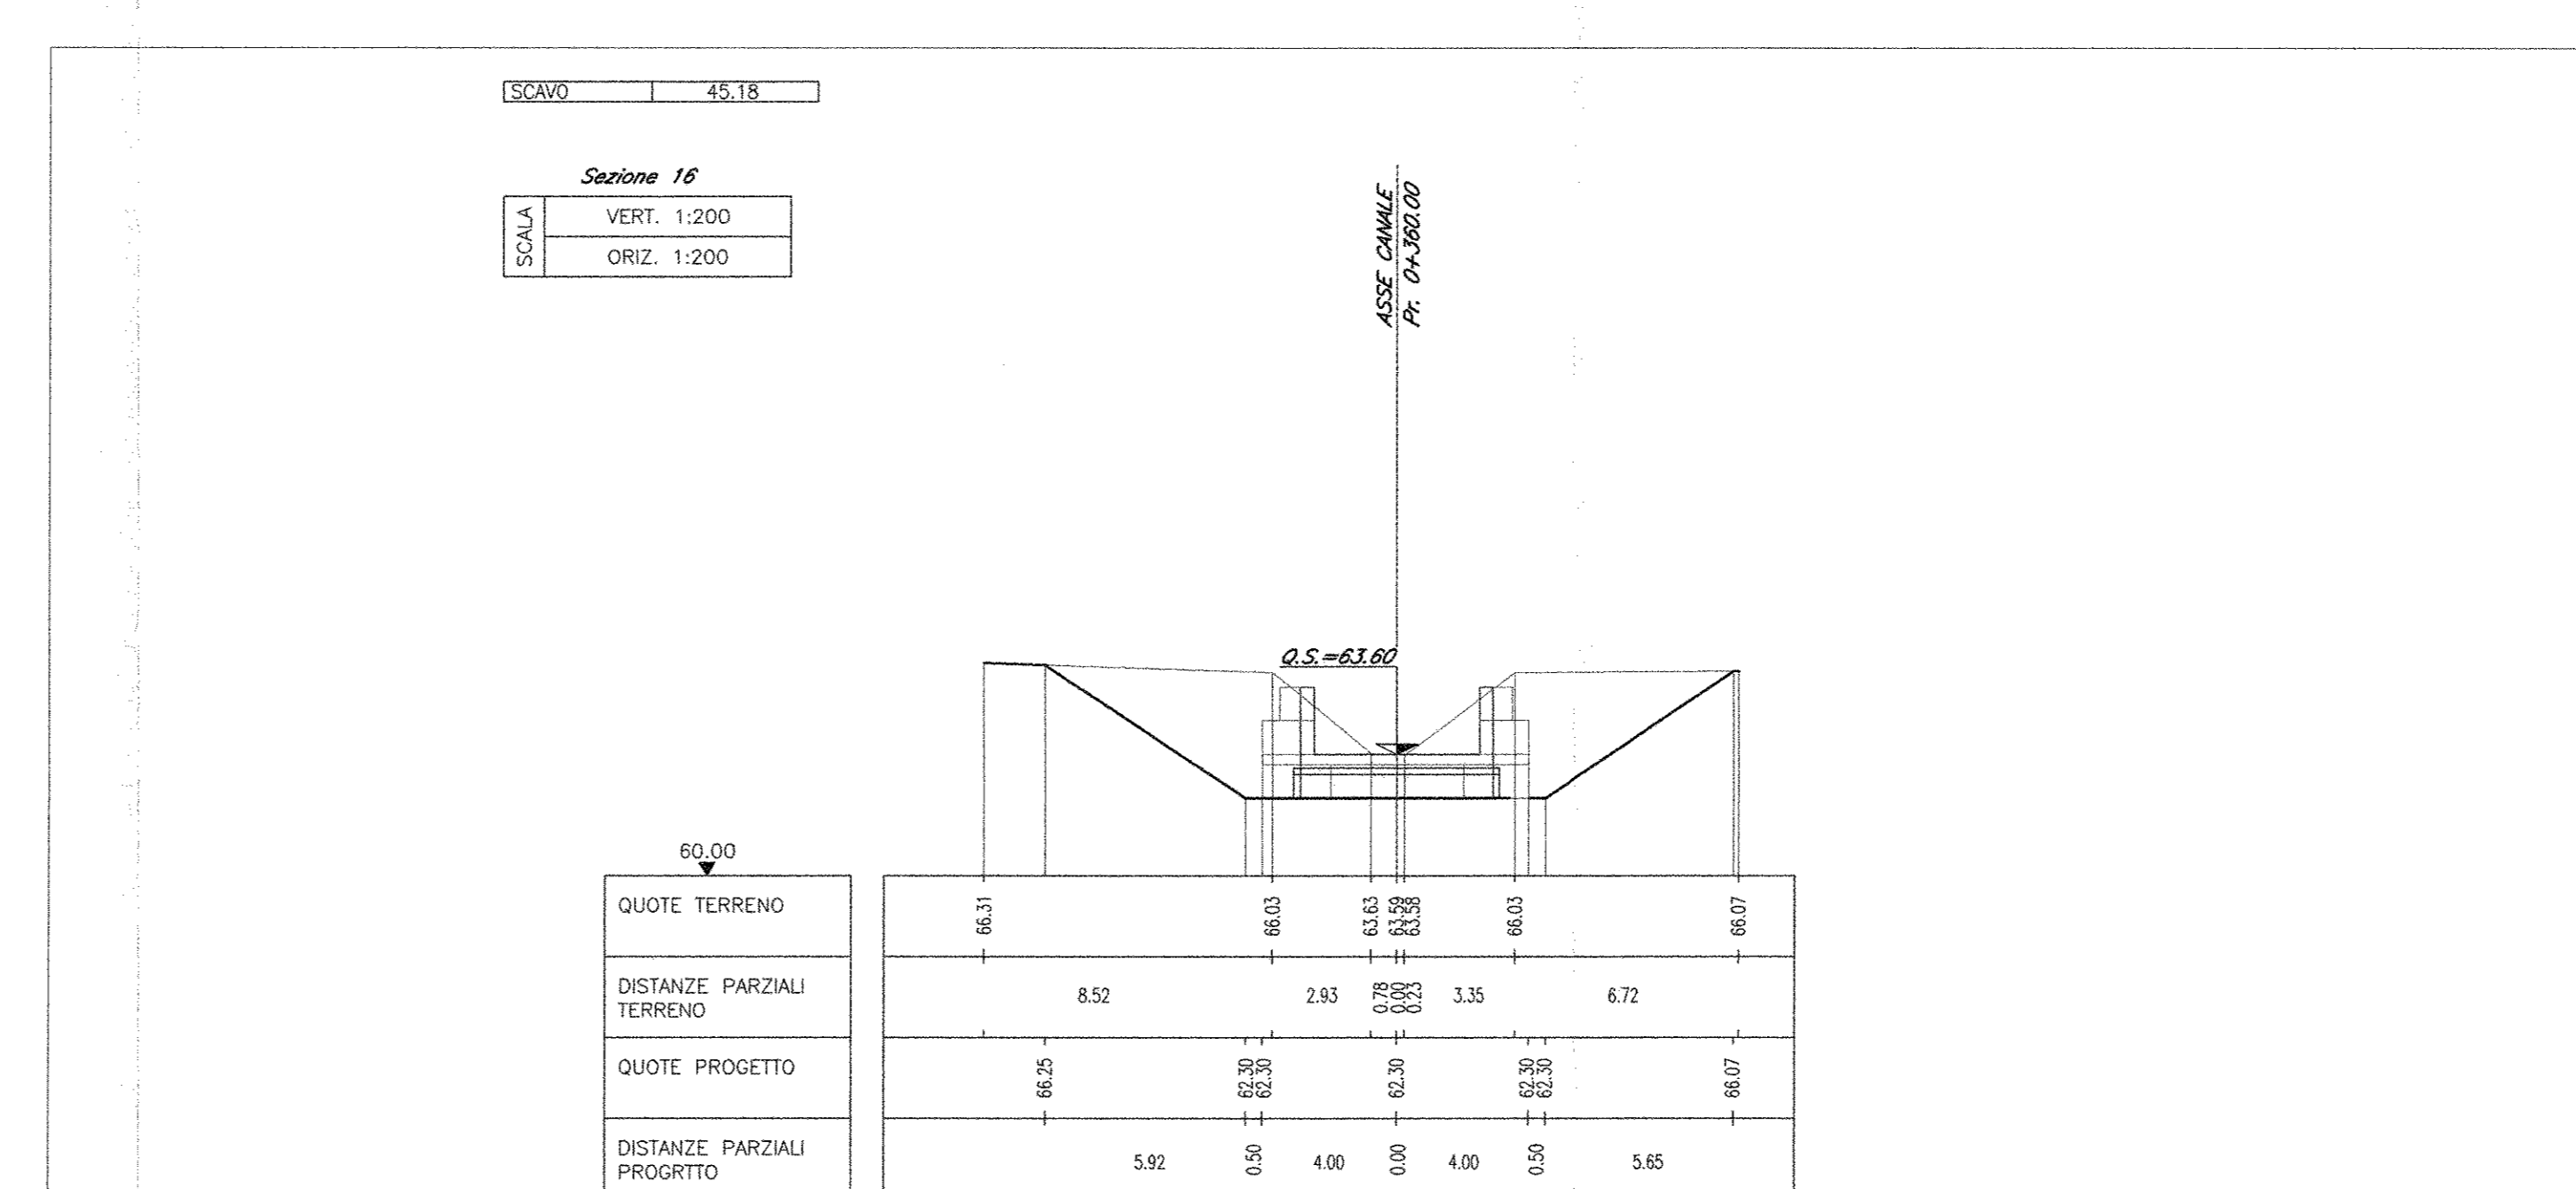 SCAVO 45.18
Sezione 16
SCALA
VERT. 1:200
ORIZ. 1:200
ASSE CANALE
Pr. 0+360.00
Q.S.=63.60
60.00
QUOTE TERRENO 66.31 66.03 63.63 63.59 63.58 66.03 66.07
DISTANZE PARZIALI
TERRENO
8.52 2.93 0.78 0.00 0.23 3.35 6.72
QUOTE PROGETTO 66.25 62.30 62.30 62.30 62.30 62.30 66.07
DISTANZE PARZIALI
PROGRTTO
5.92 0.50 4.00 0.00 4.00 0.50 5.65